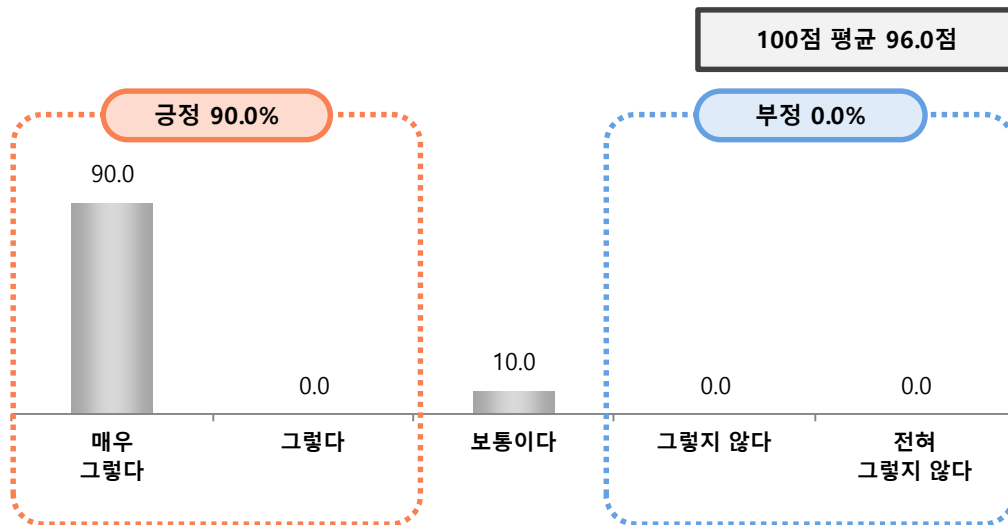 100점 평균 96.0점
긍정 90.0%
부정 0.0%
90.0
0.0
10.0
0.0
0.0
매우
그렇다
그렇다
보통이다
그렇지 않다
전혀
그렇지 않다